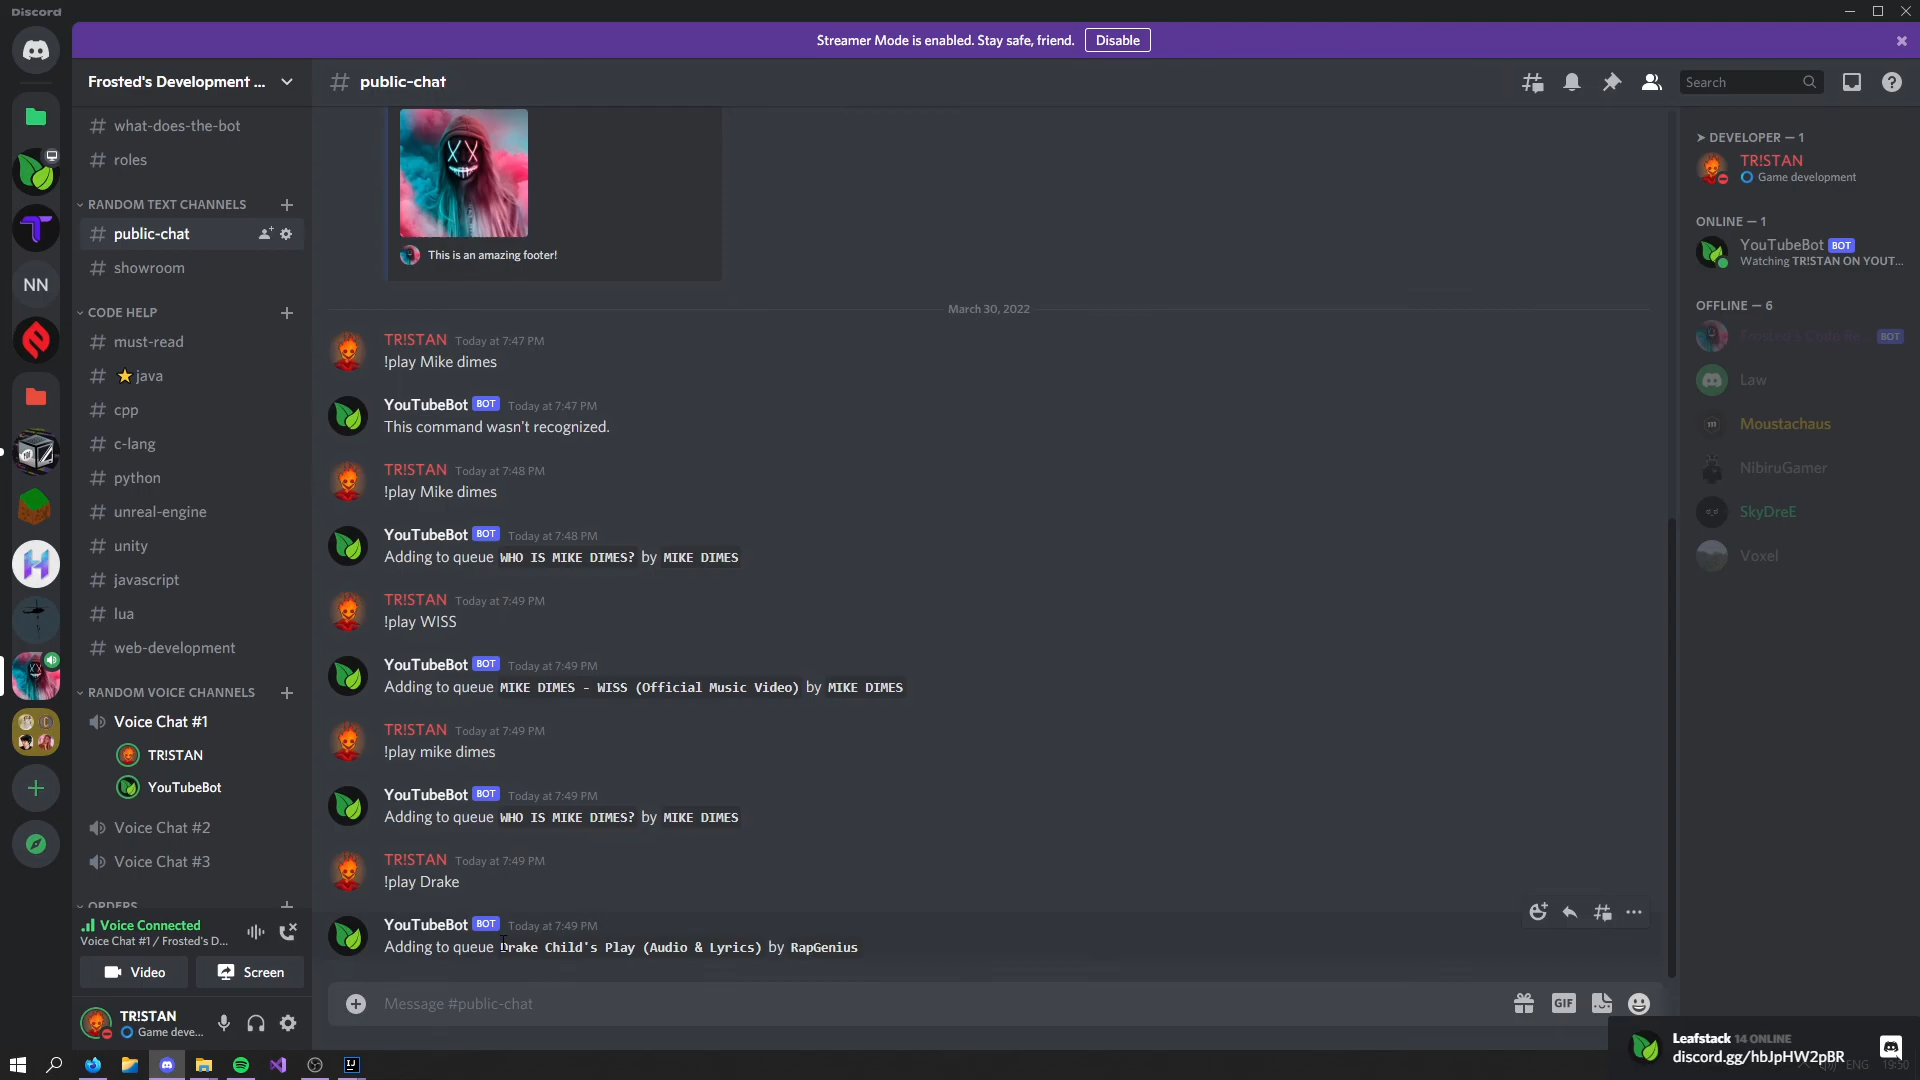 Discord
Streamer Mode is enabled. Stay safe, friend. Disable
Frosted's Development ...
public-chat
Search
what-does-the-bot
roles
RANDOM TEXT CHANNELS
public-chat
showroom
CODE HELP
must-read
java
cpp
c-lang
python
unreal-engine
unity
javascript
lua
web-development
RANDOM VOICE CHANNELS
Voice Chat #1
TR!STAN
YouTubeBot
Voice Chat #2
Voice Chat #3
ORDERS
Voice Connected
Voice Chat #1 / Frosted's D...
Video
Screen
TR!STAN
Game deve...
NN
This is an amazing footer!
March 30, 2022
TR!STAN Today at 7:47 PM
!play Mike dimes
YouTubeBot BOT Today at 7:47 PM
This command wasn't recognized.
TR!STAN Today at 7:48 PM
!play Mike dimes
YouTubeBot BOT Today at 7:48 PM
Adding to queue WHO IS MIKE DIMES? by MIKE DIMES
TR!STAN Today at 7:49 PM
!play WISS
YouTubeBot BOT Today at 7:49 PM
Adding to queue MIKE DIMES - WISS (Official Music Video) by MIKE DIMES
TR!STAN Today at 7:49 PM
!play mike dimes
YouTubeBot BOT Today at 7:49 PM
Adding to queue WHO IS MIKE DIMES? by MIKE DIMES
TR!STAN Today at 7:49 PM
!play Drake
YouTubeBot BOT Today at 7:49 PM
Adding to queue Drake Child's Play (Audio & Lyrics) by RapGenius
Message #public-chat
GIF
DEVELOPER — 1
TR!STAN
Game development
ONLINE — 1
YouTubeBot BOT
Watching TR!STAN ON YOUT...
OFFLINE — 6
BOT
Law
Moustachaus
NibiruGamer
SkyDreE
Voxel
Leafstack 14 ONLINE
discord.gg/hbJpHW2pBR
ENG 19:50